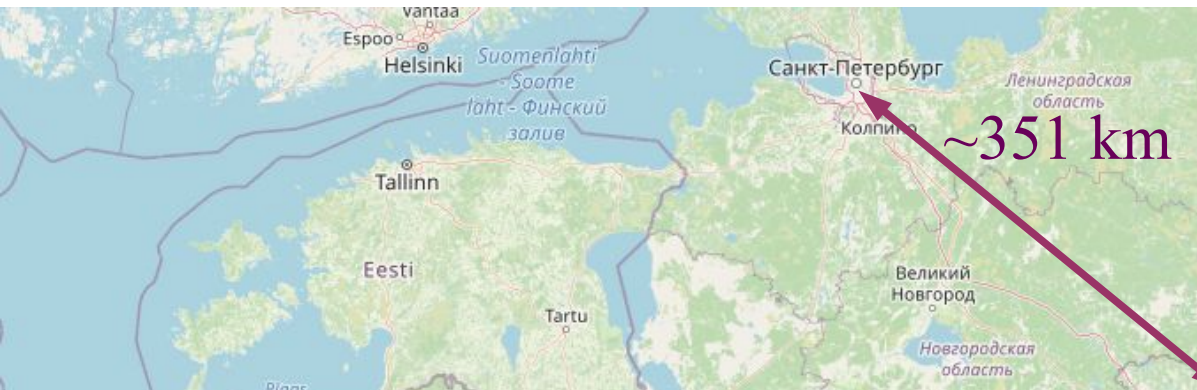 Vantaa
Espoo
Helsinki
Suomenlahti
- Soome
laht - Финский
залив
Санкт-Петербург
Ленинградская
область
Колпино
~351 km
Tallinn
Eesti
Великий
Новгород
Tartu
Новгородская
область